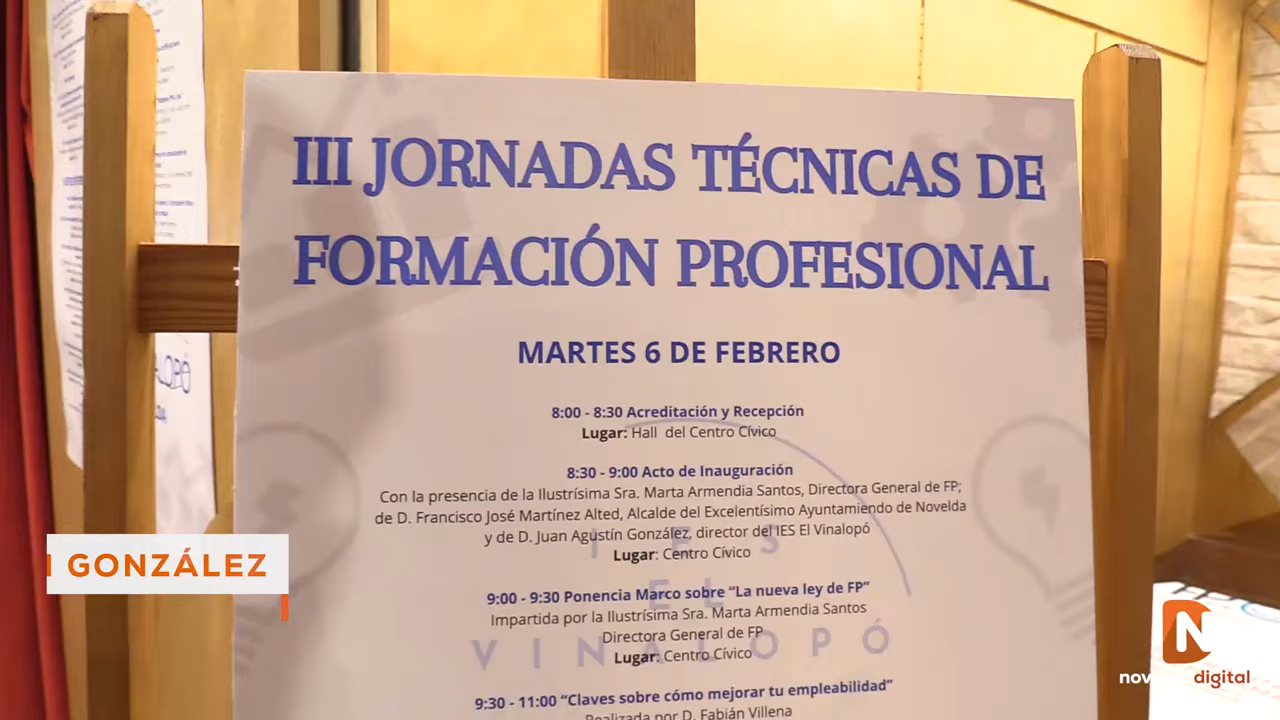 III JORNADAS TÉCNICAS DE
FORMACIÓN PROFESIONAL
MARTES 6 DE FEBRERO
8:00 - 8:30 Acreditación y Recepción
Lugar: Hall del Centro Cívico
8:30 - 9:00 Acto de Inauguración
Con la presencia de la Ilustrísima Sra. Marta Armendia Santos, Directora General de FP;
de D. Francisco José Martínez Alted, Alcalde del Excelentísimo Ayuntamiento de Novelda
y de D. Juan Agustín González, director del IES El Vinalopó
Lugar: Centro Cívico
9:00 - 9:30 Ponencia Marco sobre “La nueva ley de FP”
Impartida por la Ilustrísima Sra. Marta Armendia Santos
Directora General de FP
Lugar: Centro Cívico
9:30 - 11:00 “Claves sobre cómo mejorar tu empleabilidad”
Realizada por D. Fabián Villena
I E S
E L
V I N A L O P Ó
GONZÁLEZ
N
digital